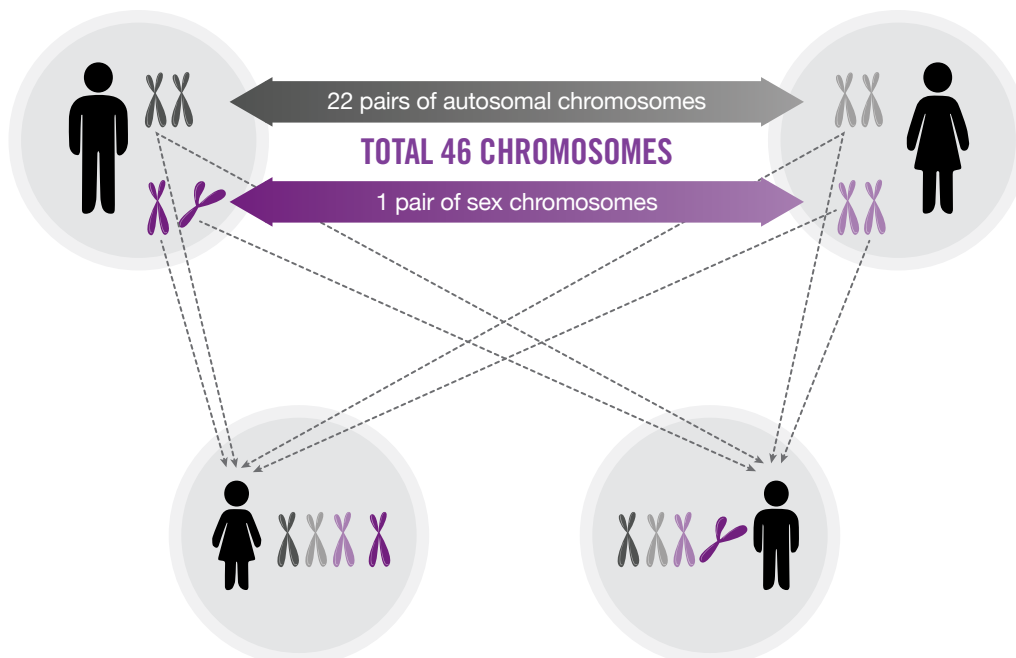 22 pairs of autosomal chromosomes
TOTAL 46 CHROMOSOMES
1 pair of sex chromosomes